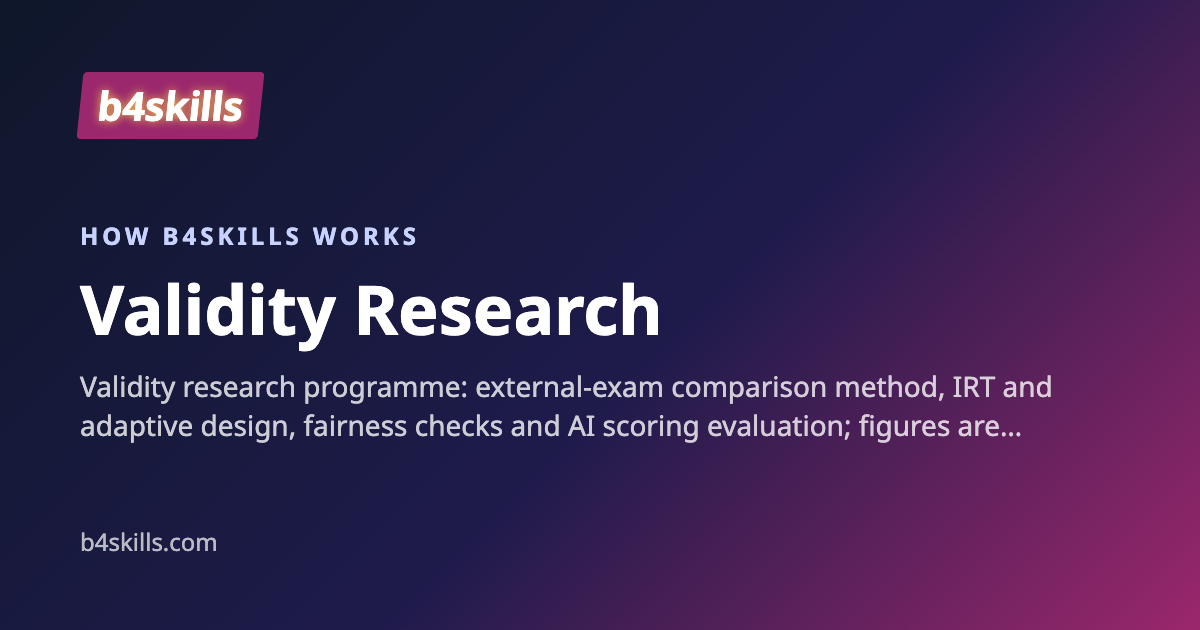 b4skills
HOW B4SKILLS WORKS
Validity Research
Validity research programme: external-exam comparison method, IRT and
adaptive design, fairness checks and AI scoring evaluation; figures are...
b4skills.com